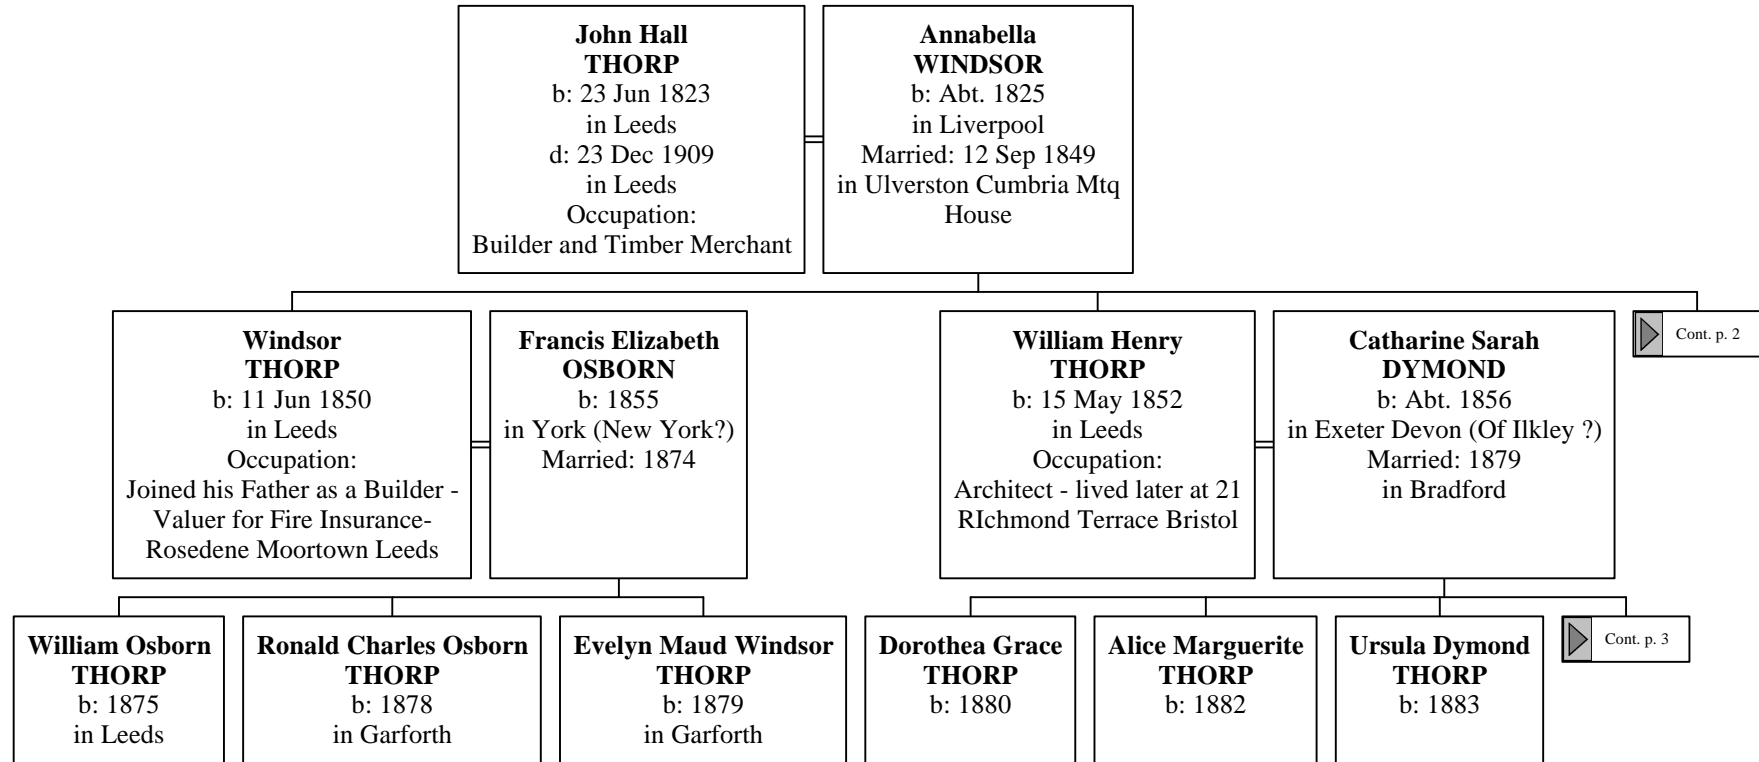 John Hall
THORP
b: 23 Jun 1823
in Leeds
d: 23 Dec 1909
in Leeds
Occupation:
Builder and Timber Merchant
Annabella
WINDSOR
b: Abt. 1825
in Liverpool
Married: 12 Sep 1849
in Ulverston Cumbria Mtq
House
Windsor
THORP
b: 11 Jun 1850
in Leeds
Occupation:
Joined his Father as a Builder -
Valuer for Fire Insurance-
Rosedene Moortown Leeds
Francis Elizabeth
OSBORN
b: 1855
in York (New York?)
Married: 1874
William Henry
THORP
b: 15 May 1852
in Leeds
Occupation:
Architect - lived later at 21
RIchmond Terrace Bristol
Catharine Sarah
DYMOND
b: Abt. 1856
in Exeter Devon (Of Ilkley ?)
Married: 1879
in Bradford
Cont. p. 2
William Osborn
THORP
b: 1875
in Leeds
Ronald Charles Osborn
THORP
b: 1878
in Garforth
Evelyn Maud Windsor
THORP
b: 1879
in Garforth
Dorothea Grace
THORP
b: 1880
Alice Marguerite
THORP
b: 1882
Ursula Dymond
THORP
b: 1883
Cont. p. 3